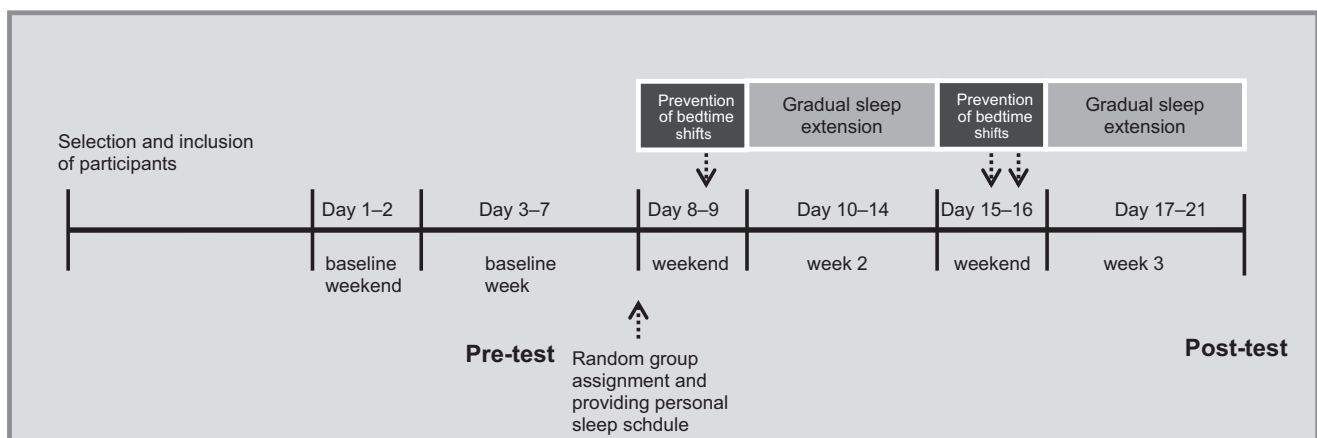 Prevention
of bedtime
shifts
Gradual sleep
extension
Prevention
of bedtime
shifts
Gradual sleep
extension
Selection and inclusion
of participants
Day 1–2
Day 3–7
Day 8–9
Day 10–14
Day 15–16
Day 17–21
baseline
weekend
baseline
week
weekend
week 2
weekend
week 3
Pre-test
Random group
assignment and
providing personal
sleep schdule
Post-test